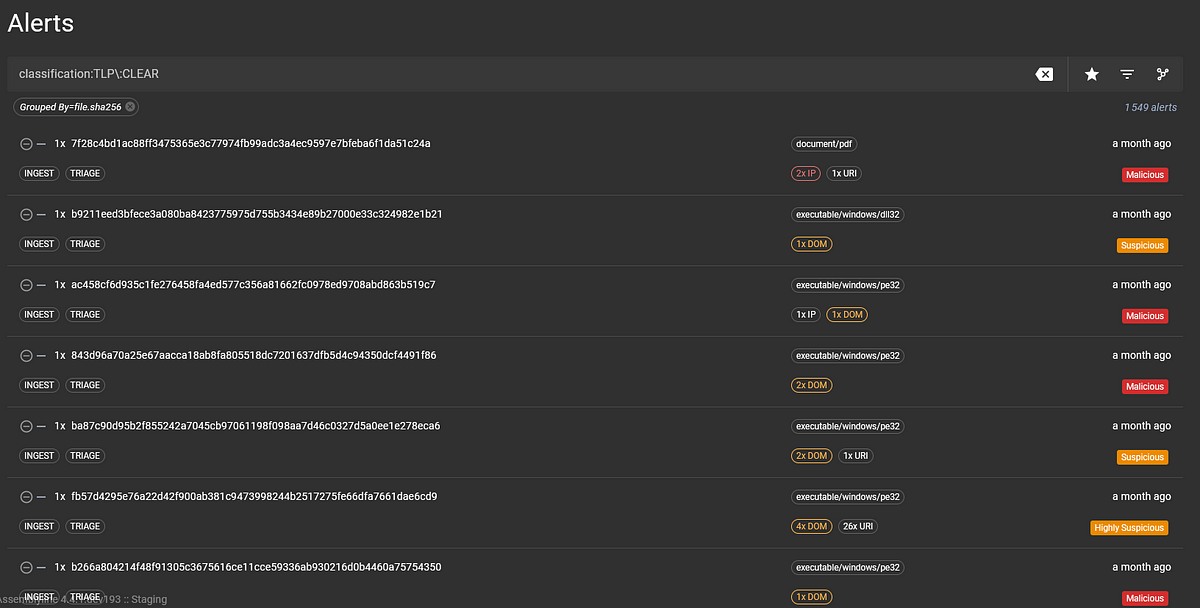 Alerts
classification:TLP\:CLEAR
Grouped By=file.sha256
1 549 alerts
1x 7f28c4bd1ac88ff3475365e3c77974fb99adc3a4ec9597e7bfeba6f1da51c24a document/pdf a month ago
INGEST TRIAGE 2x IP 1x URI Malicious
1x b9211eed3bfece3a080ba8423775975d755b3434e89b27000e33c324982e1b21 executable/windows/dll32 a month ago
INGEST TRIAGE 1x DOM Suspicious
1x ac458cf6d935c1fe276458fa4ed577c356a81662fc0978ed9708abd863b519c7 executable/windows/pe32 a month ago
INGEST TRIAGE 1x IP 1x DOM Malicious
1x 843d96a70a25e67aacca18ab8fa805518dc7201637dfb5d4c94350dcf4491f86 executable/windows/pe32 a month ago
INGEST TRIAGE 2x DOM Malicious
1x ba87c90d95b2f855242a7045cb97061198f098aa7d46c0327d5a0ee1e278eca6 executable/windows/pe32 a month ago
INGEST TRIAGE 2x DOM 1x URI Suspicious
1x fb57d4295e76a22d42f900ab381c9473998244b2517275fe66dfa7661dae6cd9 executable/windows/pe32 a month ago
INGEST TRIAGE 4x DOM 26x URI Highly Suspicious
1x b266a804214f48f91305c3675616ce11cce59336ab930216d0b4460a75754350 executable/windows/pe32 a month ago
INGEST TRIAGE 1x DOM Malicious
:: Staging